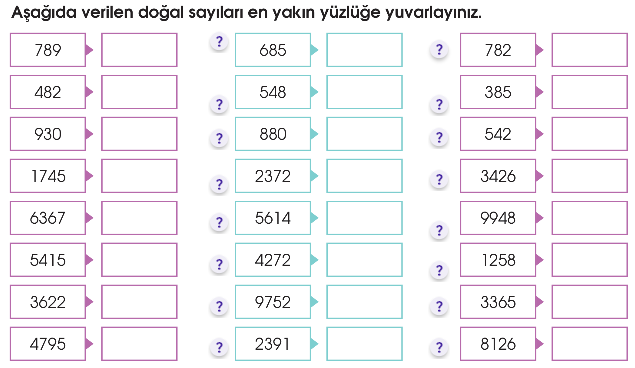 Aşağıda verilen doğal sayıları en yakın yüzlüğe yuvarlayınız.
789 ? 685 ? 782
482 ? 548 ? 385
930 ? 880 ? 542
1745 ? 2372 ? 3426
6367 ? 5614 ? 9948
5415 ? 4272 ? 1258
3622 ? 9752 ? 3365
4795 ? 2391 ? 8126